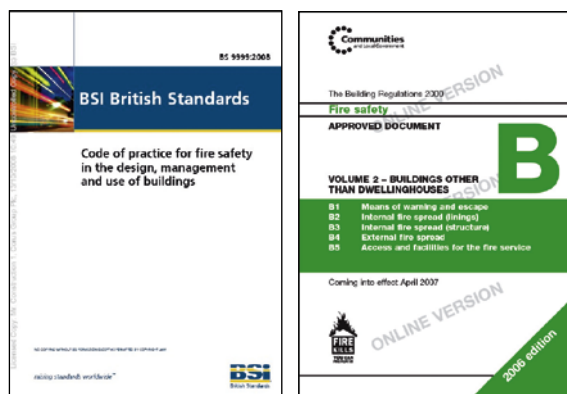 BS 9999:2008
BSI British Standards
Code of practice for fire safety
in the design, management
and use of buildings
raising standards worldwide™
BSi
British Standards
Communities
and Local Government
The Building Regulations 2000
Fire safety
APPROVED DOCUMENT
B
VOLUME 2 – BUILDINGS OTHER
THAN DWELLINGHOUSES
B1 Means of warning and escape
B2 Internal fire spread (linings)
B3 Internal fire spread (structure)
B4 External fire spread
B5 Access and facilities for the fire service
Coming into effect April 2007
ONLINE VERSION
ONLINE VERSION
ONLINE VERSION
FIRE
KILLS
2006 edition